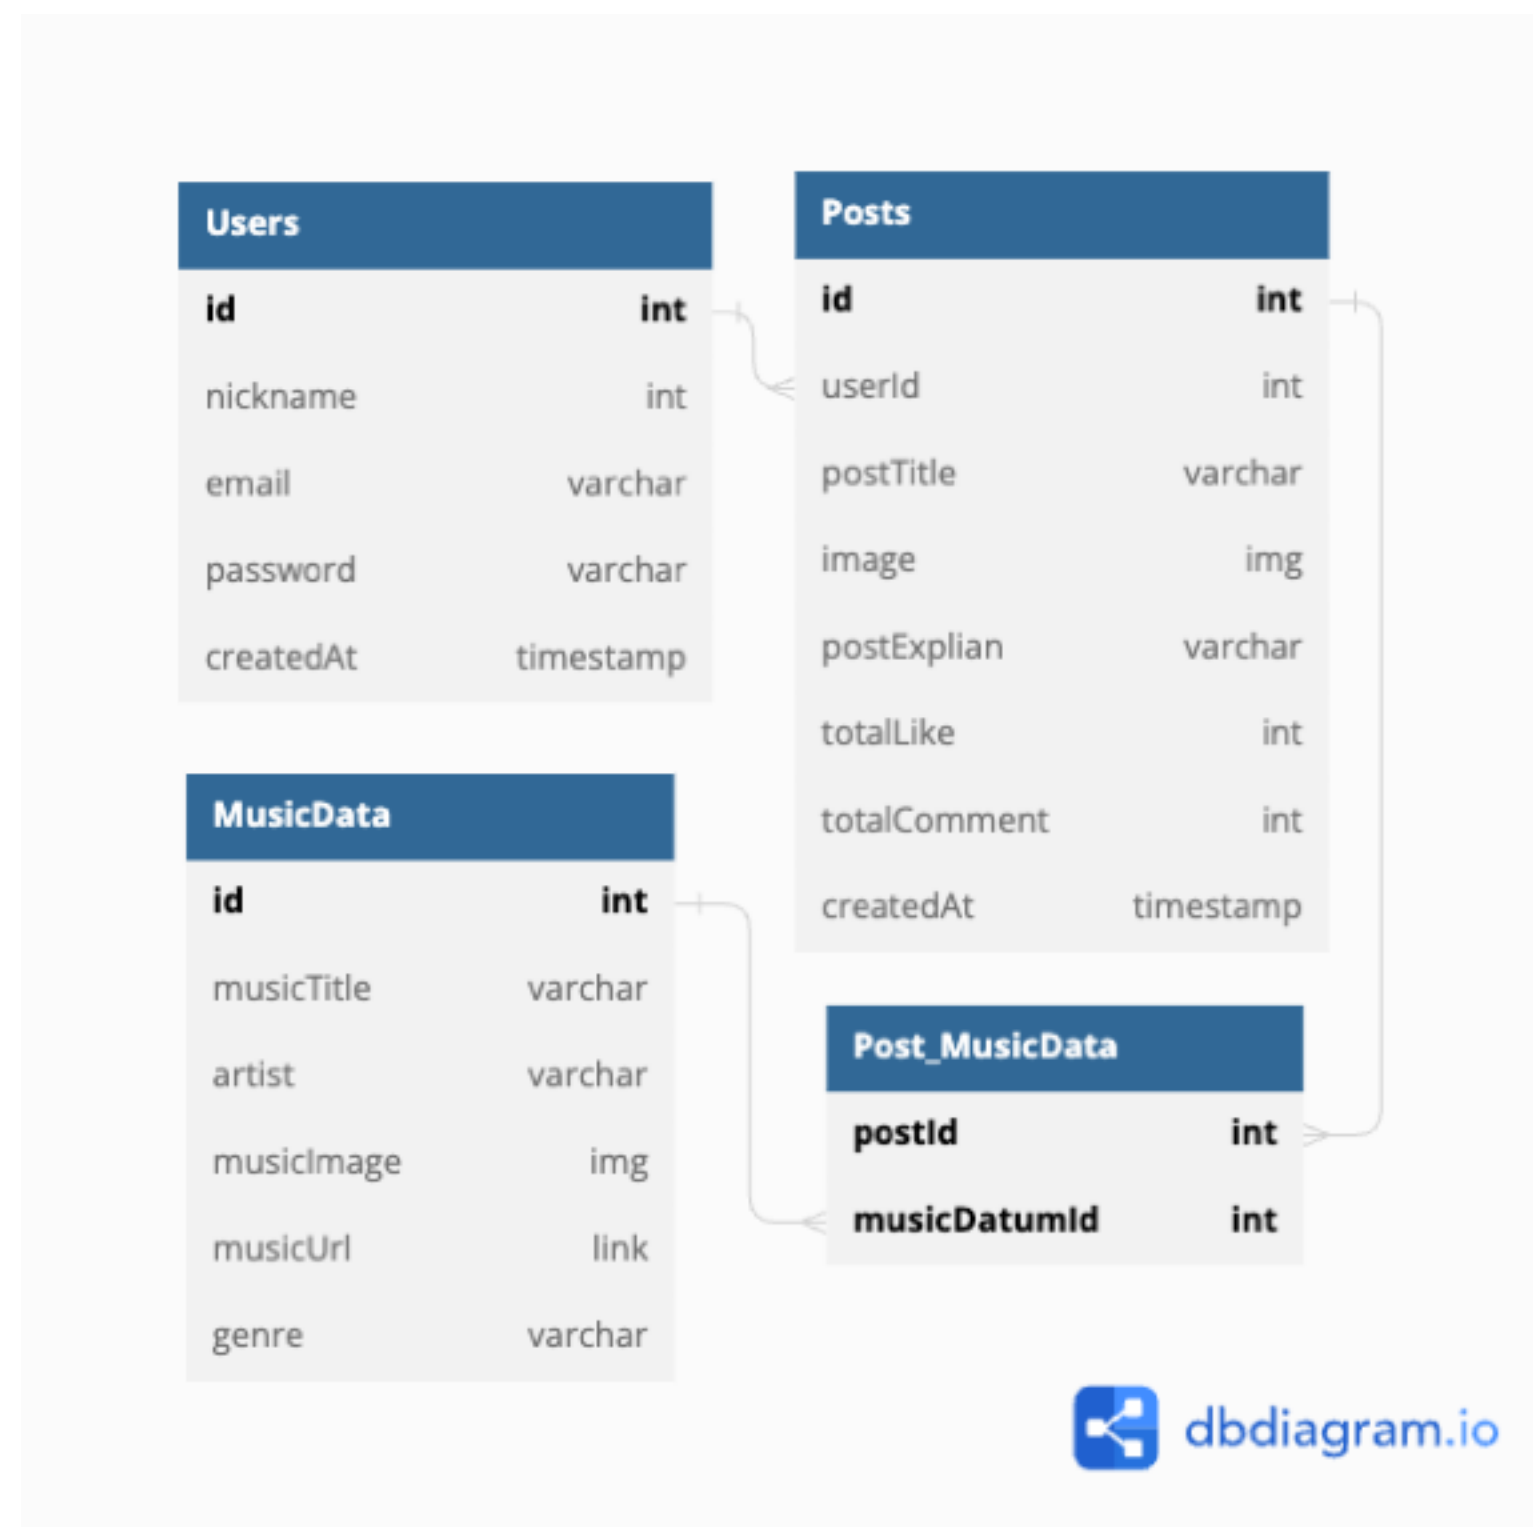 Users
id int
nickname int
email varchar
password varchar
createdAt timestamp
Posts
id int
userId int
postTitle varchar
image img
postExplian varchar
totalLike int
totalComment int
createdAt timestamp
MusicData
id int
musicTitle varchar
artist varchar
musicImage img
musicUrl link
genre varchar
Post_MusicData
postId int
musicDatumId int
dbdiagram.io